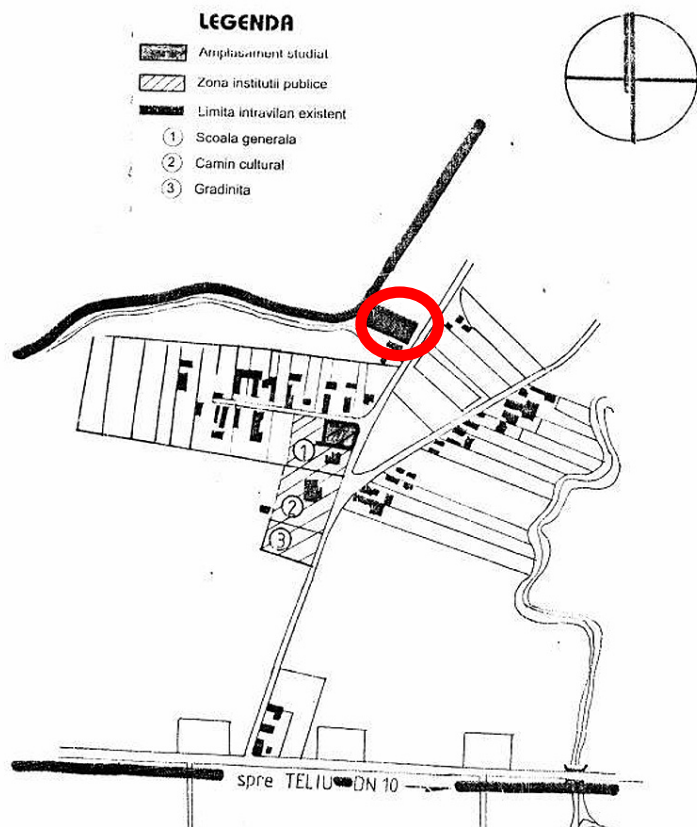 LEGENDA
Amplasament studiat
Zona institutii publice
Limita intravilan existent
1 Scoala generala
2 Camin cultural
3 Gradinita
1
2
3
spre TELIU DN 10